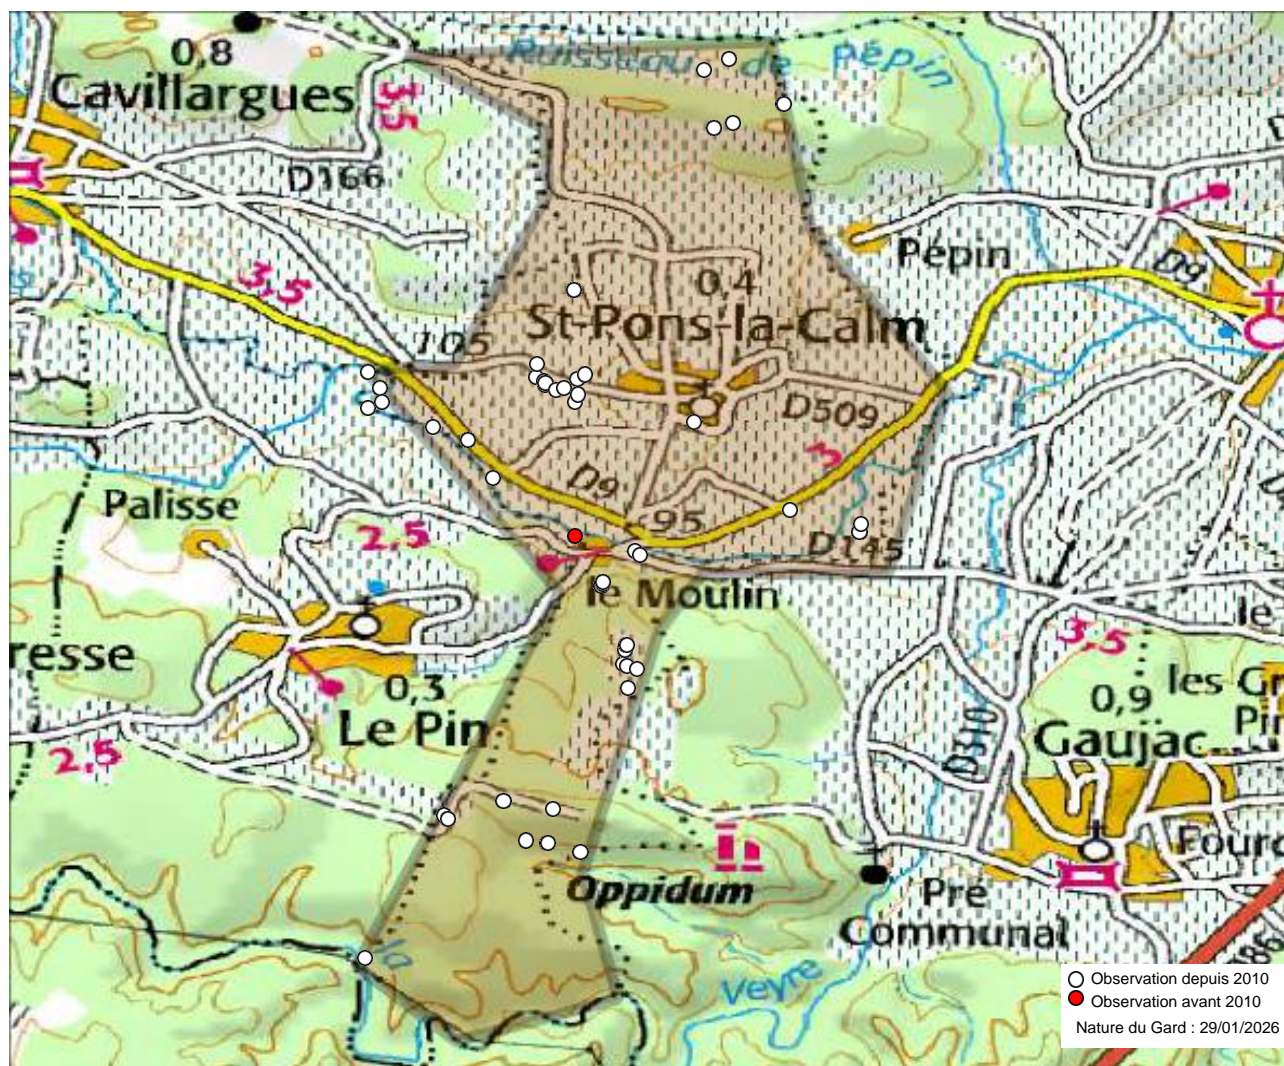 0,8
Cavillargues
3,5
Ruisseau de Pépin
D166
Pépin
D9
3,5
0,4
St-Pons-la-Calm
105
D509
3
D9
95
Palisse
2,5
D145
le Moulin
le
3,5
resse
0,3
Le Pin
les Gr
Pin
0,9
Gaujac
D310
2,5
Oppidum
Pré
Communal
Veyre
la
Observation depuis 2010
Observation avant 2010
Nature du Gard : 29/01/2026